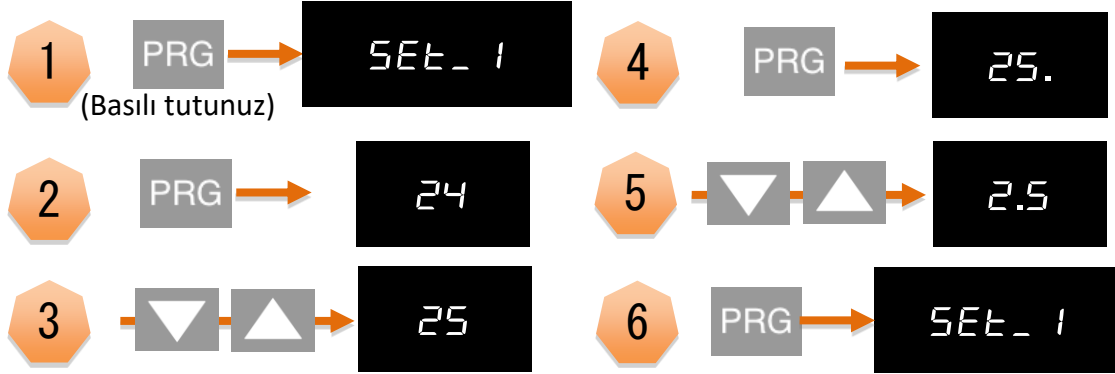 1 PRG SEt_ 1
(Basılı tutunuz)
2 PRG 24
3 25
4 PRG 25.
5 2.5
6 PRG SEt_ 1